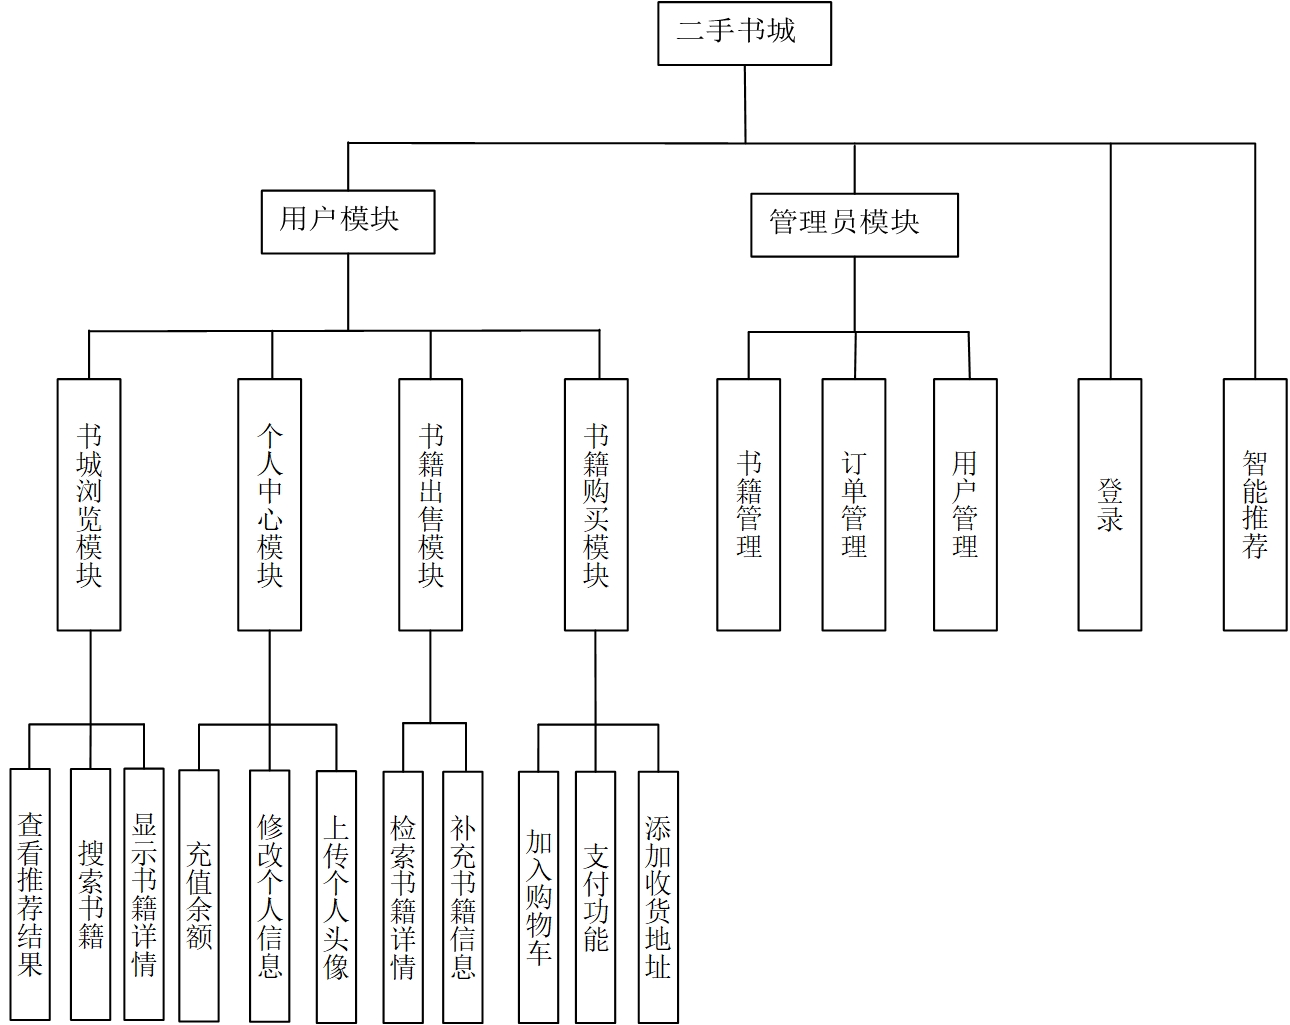 二手书城
用户模块
管理员模块
书城浏览模块
个人中心模块
书籍出售模块
书籍购买模块
书籍管理
订单管理
用户管理
登录
智能推荐
查看推荐结果
搜索书籍
显示书籍详情
充值余额
修改个人信息
上传个人头像
检索书籍详情
补充书籍信息
加入购物车
支付功能
添加收货地址